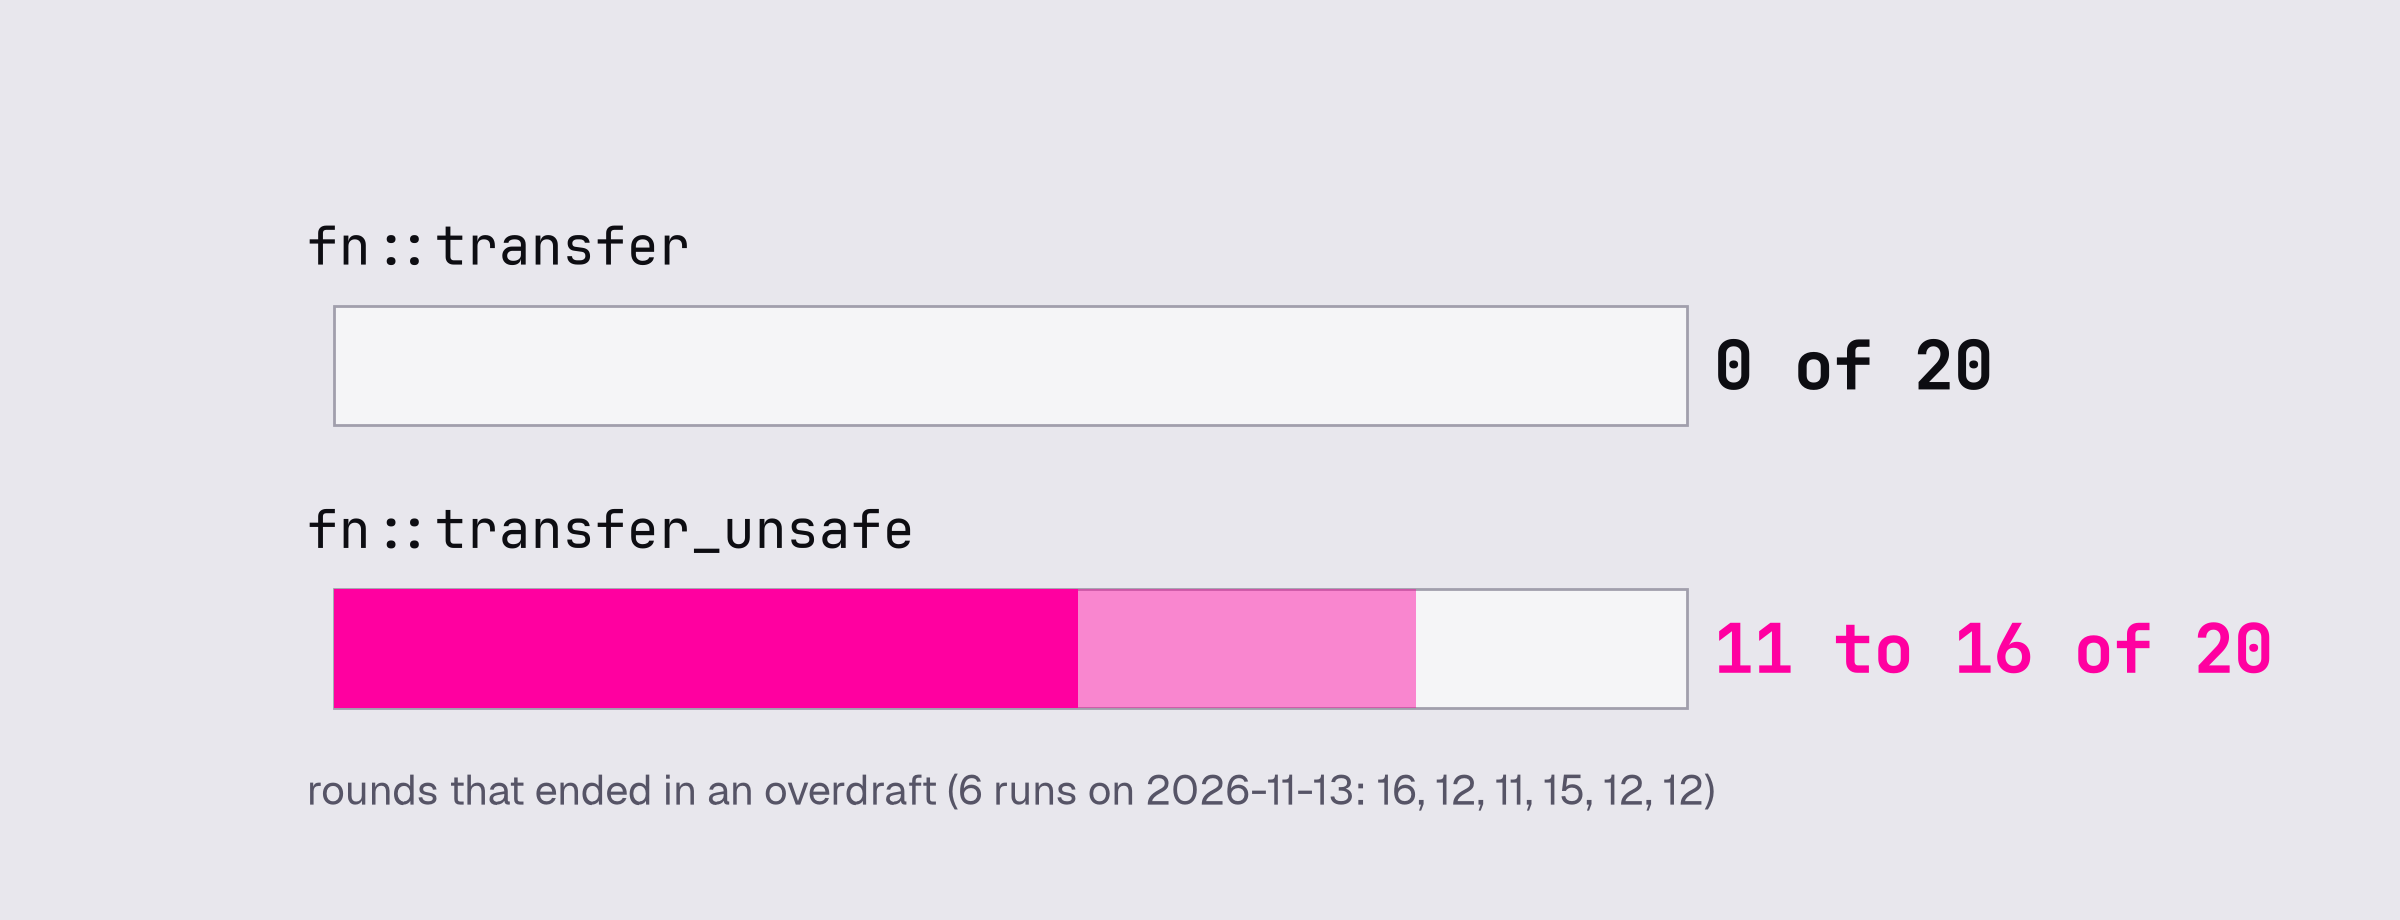 fn::transfer
0 of 20
fn::transfer_unsafe
11 to 16 of 20
rounds that ended in an overdraft (6 runs on 2026-11-13: 16, 12, 11, 15, 12, 12)